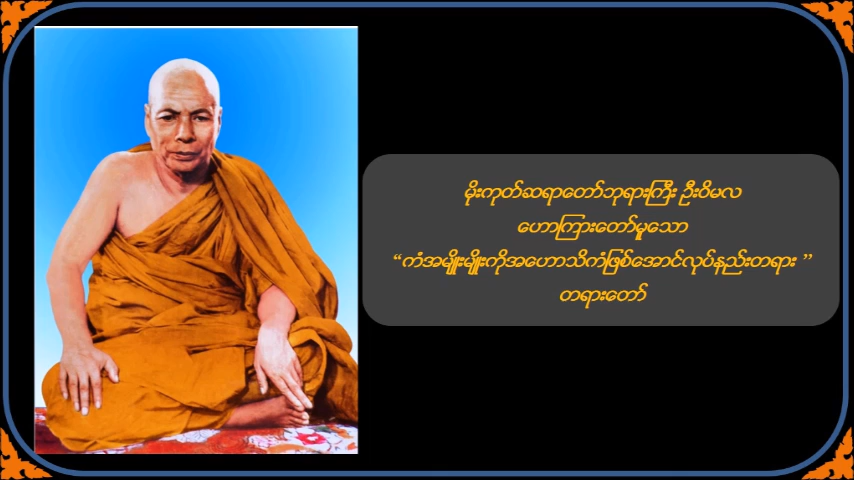 မိုးကုတ်ဆရာတော်ဘုရားကြီး ဦးဝိမလ
ဟောကြားတော်မူသော
“ကံအမျိုးမျိုးကိုအဟောသိကံဖြစ်အောင်လုပ်နည်းတရား ”
တရားတော်